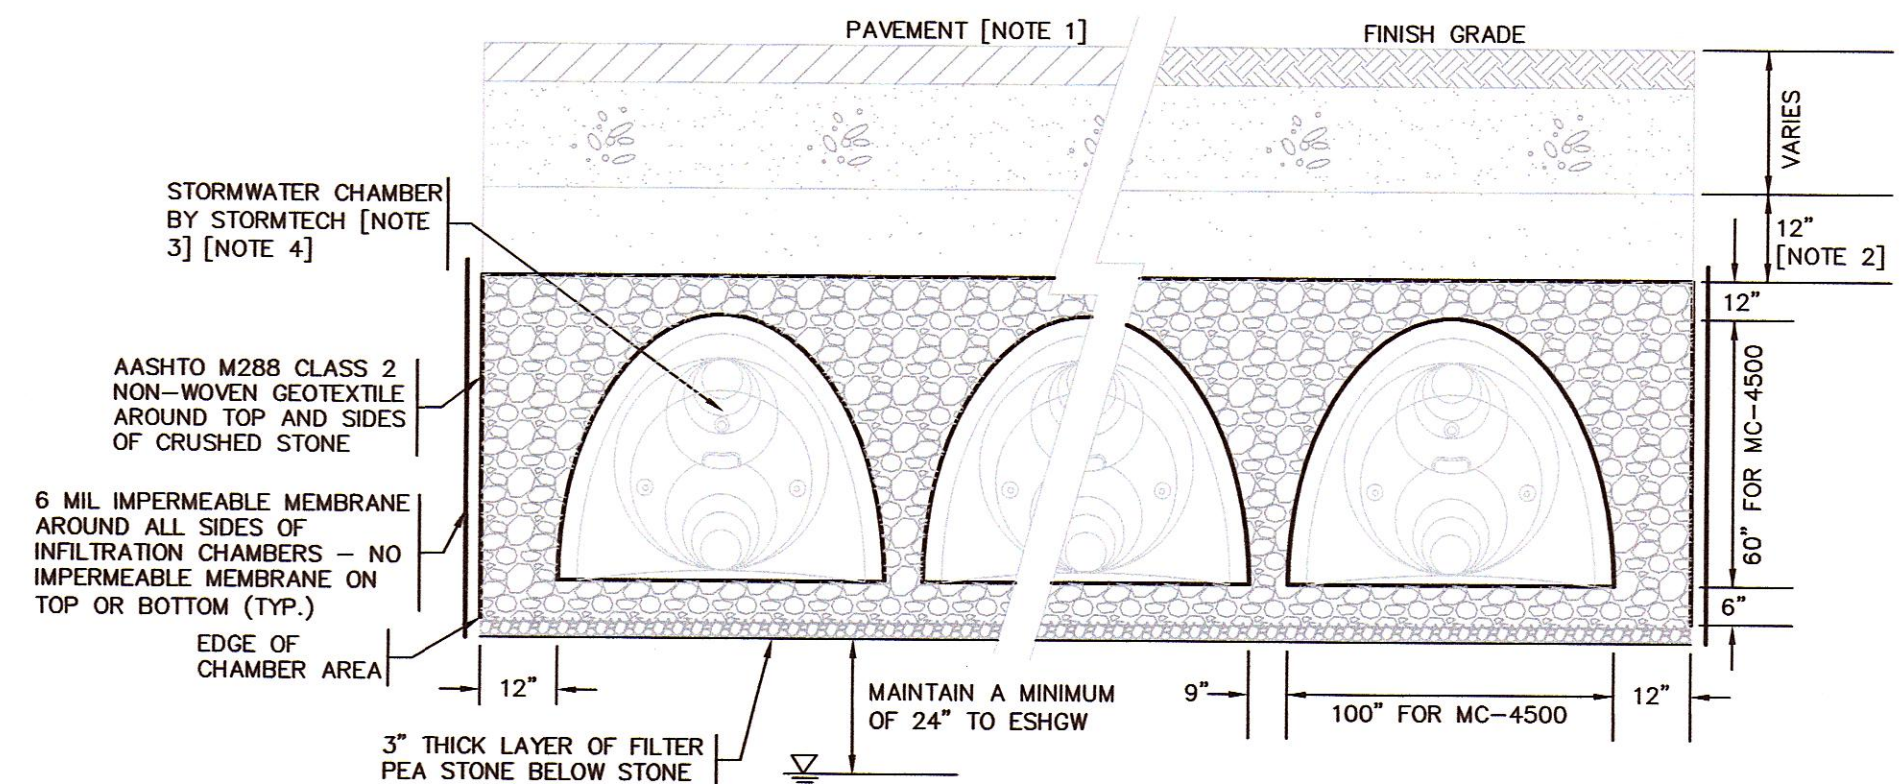 PAVEMENT [NOTE 1]
FINISH GRADE
VARIES
STORMWATER CHAMBER
BY STORMTECH [NOTE
3] [NOTE 4]
12"
[NOTE 2]
12"
AASHTO M288 CLASS 2
NON-WOVEN GEOTEXTILE
AROUND TOP AND SIDES
OF CRUSHED STONE
60" FOR MC-4500
6 MIL IMPERMEABLE MEMBRANE
AROUND ALL SIDES OF
INFILTRATION CHAMBERS – NO
IMPERMEABLE MEMBRANE ON
TOP OR BOTTOM (TYP.)
6"
EDGE OF
CHAMBER AREA
12"
MAINTAIN A MINIMUM
OF 24" TO ESHGW
9"
100" FOR MC-4500
12"
3" THICK LAYER OF FILTER
PEA STONE BELOW STONE